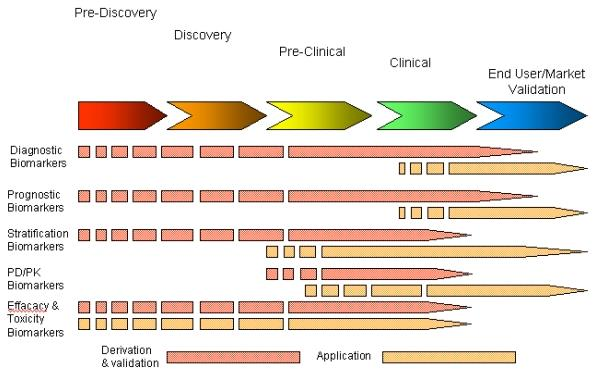 Pre-Discovery
Discovery
Pre-Clinical
Clinical
End User/Market
Validation
Diagnostic
Biomarkers
Prognostic
Biomarkers
Stratification
Biomarkers
PD/PK
Biomarkers
Effacacy &
Toxicity
Biomarkers
Derivation
& validation
Application